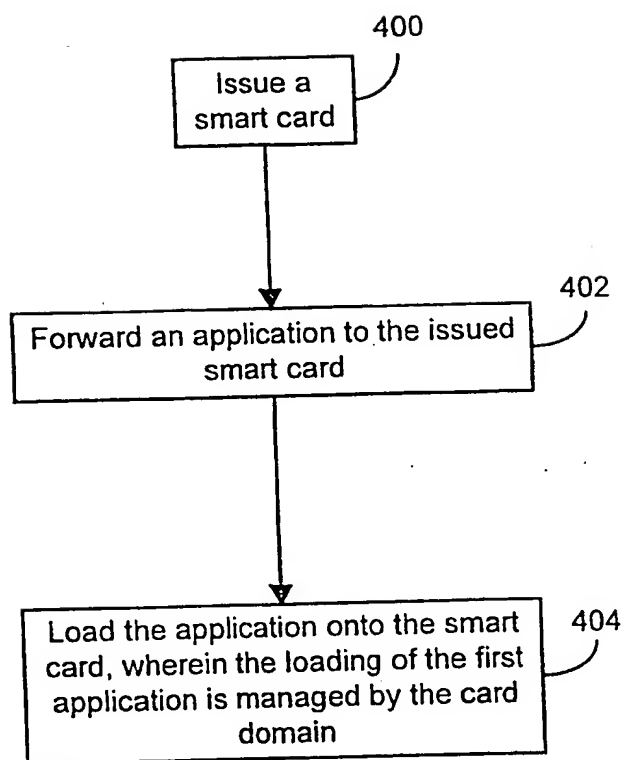 400
Issue a
smart card
402
Forward an application to the issued
smart card
404
Load the application onto the smart
card, wherein the loading of the first
application is managed by the card
domain